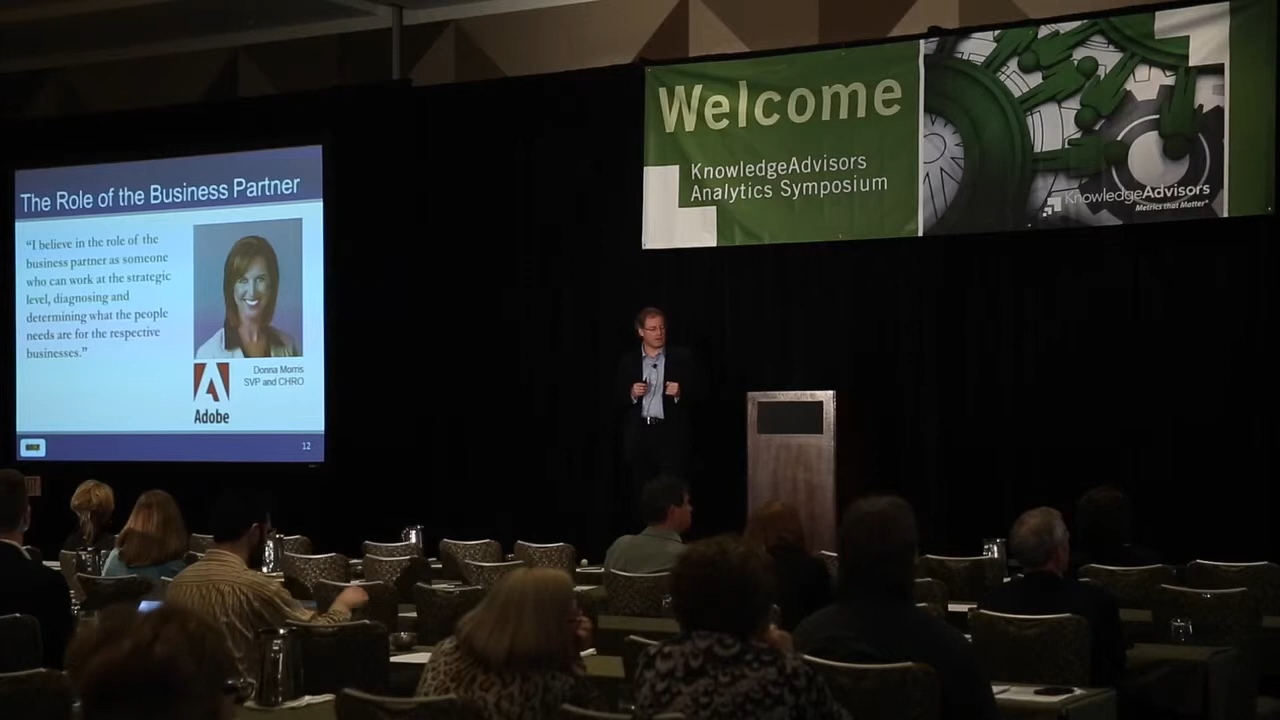 The Role of the Business Partner
“I believe in the role of the
business partner as someone
who can work at the strategic
level, diagnosing and
determining what the people
needs are for the respective
businesses.”
Donna Morris
SVP and CHRO
Adobe
12
Welcome
KnowledgeAdvisors
Analytics Symposium
KnowledgeAdvisors
Metrics that Matter®